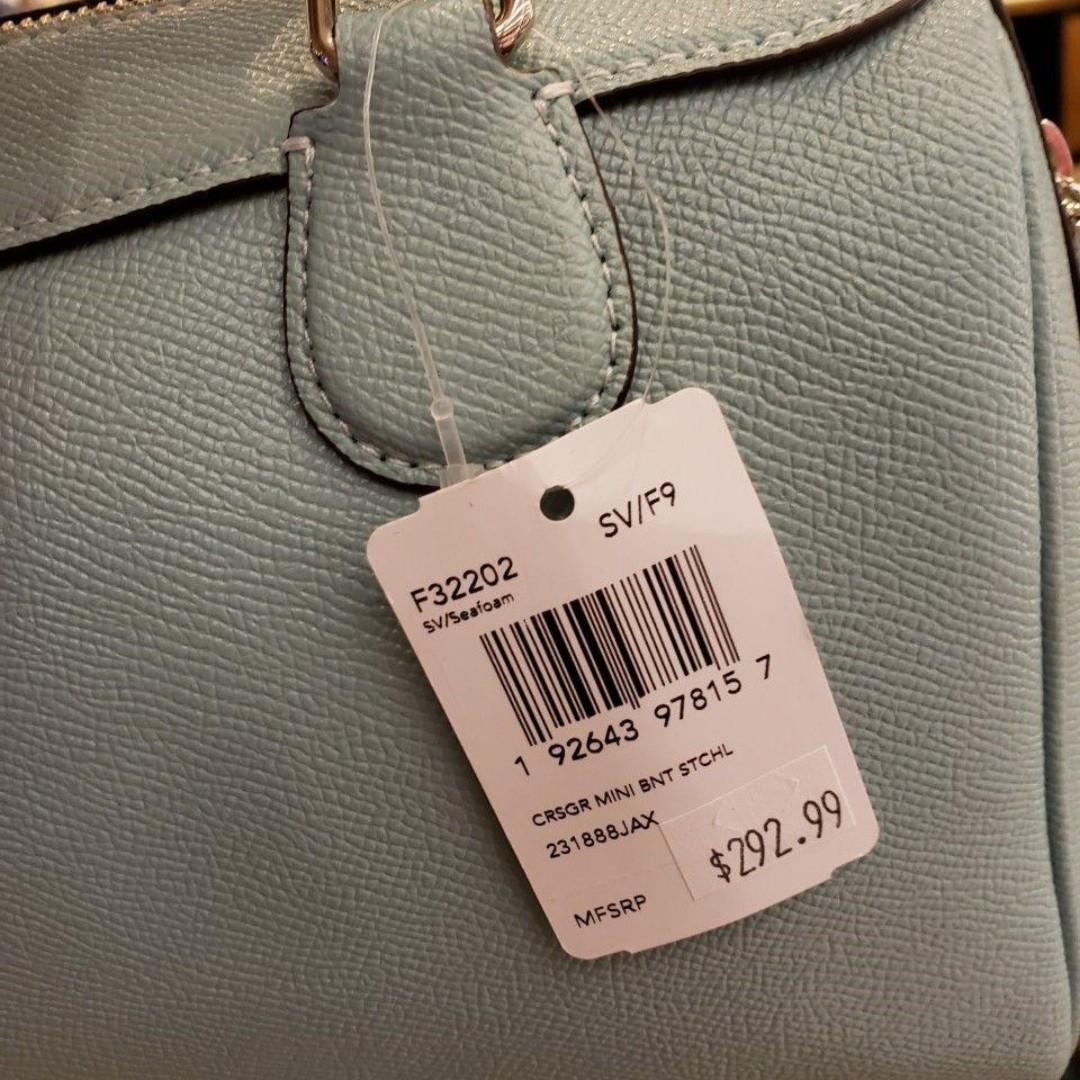 SV/F9
F32202
SV/Seafoam
1 92643 97815 7
CRSGR MINI BNT STCHL
231888JAX
$292.99
MFSRP